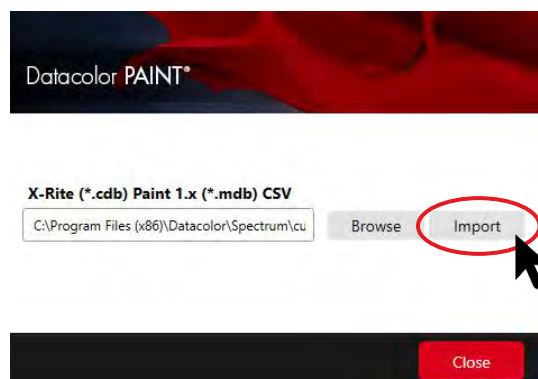 Datacolor PAINT®
X-Rite (*.cdb) Paint 1.x (*.mdb) CSV
C:\Program Files (x86)\Datacolor\Spectrum\cu Browse Import
Close